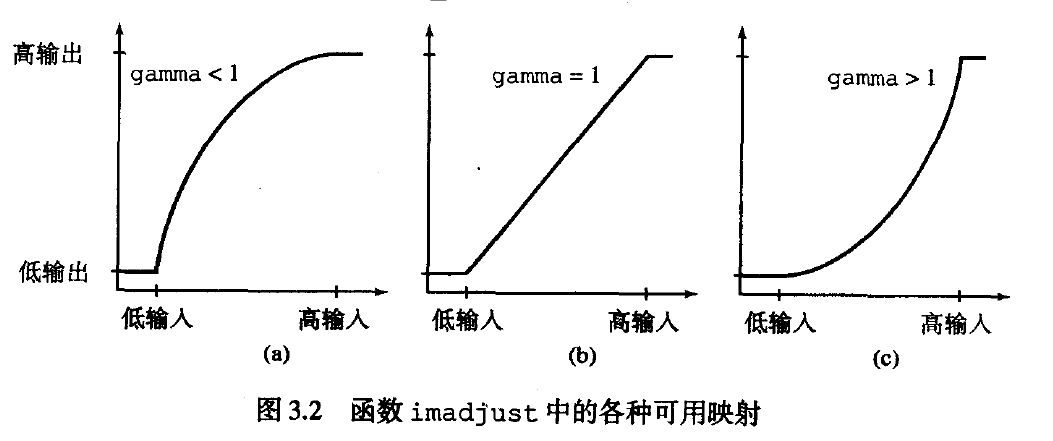 高输出
gamma < 1
gamma = 1
gamma > 1
低输出
低输入
高输入
低输入
高输入
低输入
高输入
(a)
(b)
(c)
图 3.2 函数 imadjust 中的各种可用映射